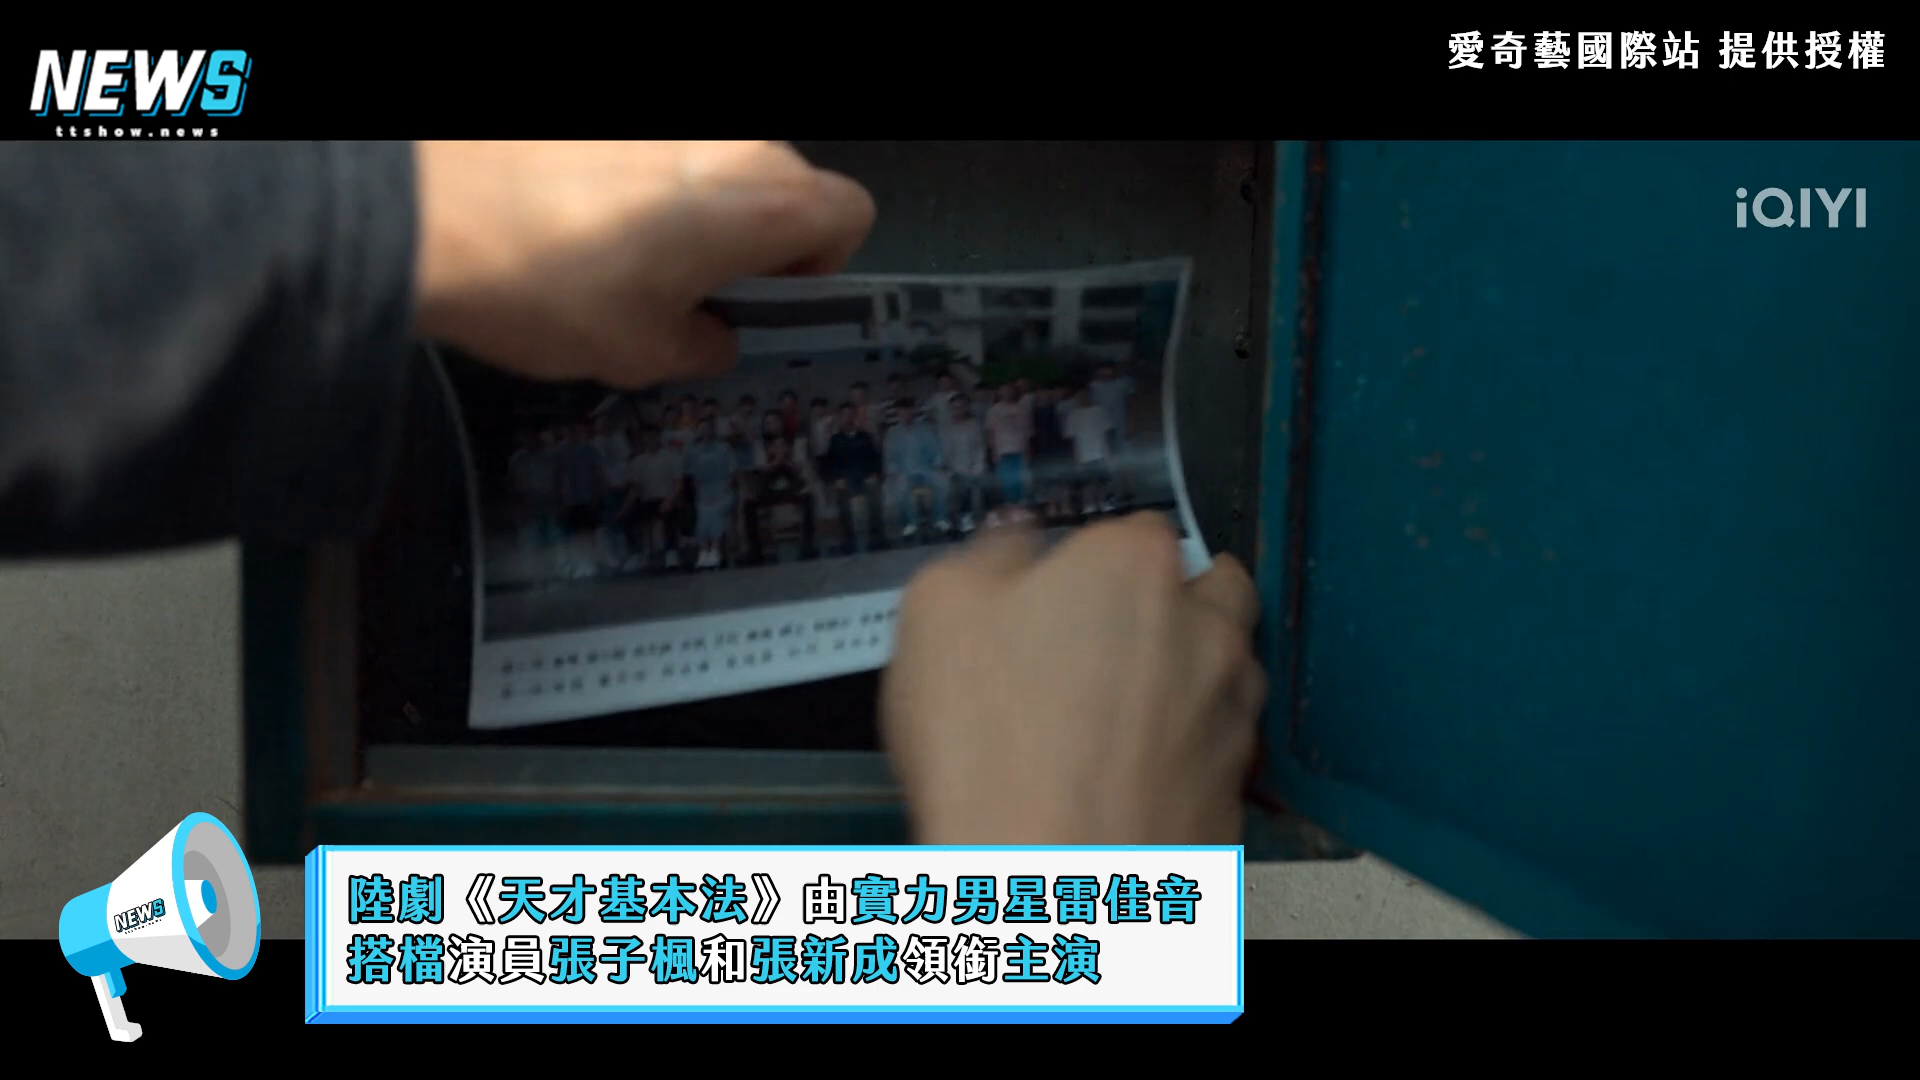 NEWS
ttshow.news
愛奇藝國際站 提供授權
iQIYI
NEWS
陸劇《天才基本法》由實力男星雷佳音
搭檔演員張子楓和張新成領銜主演